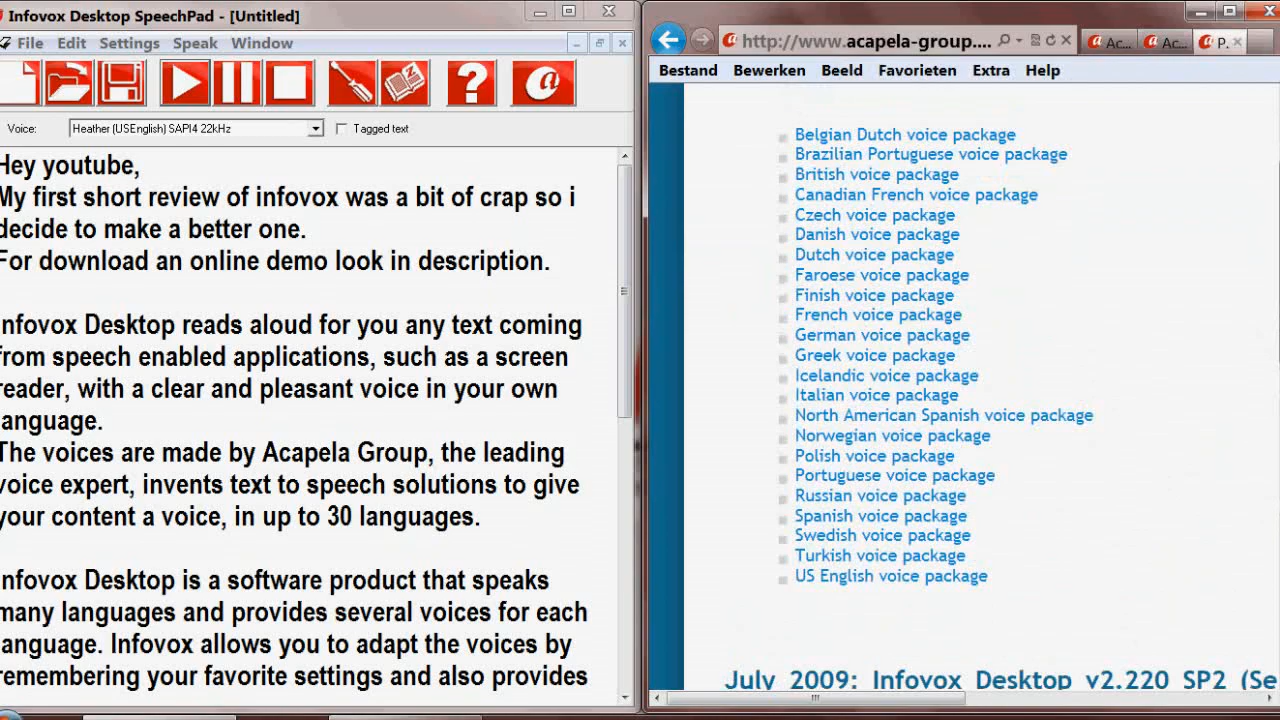 Infovox Desktop SpeechPad - [Untitled]
File Edit Settings Speak Window
Voice: Heather (USEnglish) SAPI4 22kHz Tagged text
Hey youtube,
My first short review of infovox was a bit of crap so i
decide to make a better one.
For download an online demo look in description.
nfovox Desktop reads aloud for you any text coming
from speech enabled applications, such as a screen
reader, with a clear and pleasant voice in your own
anguage.
The voices are made by Acapela Group, the leading
voice expert, invents text to speech solutions to give
your content a voice, in up to 30 languages.
nfovox Desktop is a software product that speaks
many languages and provides several voices for each
anguage. Infovox allows you to adapt the voices by
remembering your favorite settings and also provides
http://www.acapela-group.... Ac... Ac... P.
Bestand Bewerken Beeld Favorieten Extra Help
Belgian Dutch voice package
Brazilian Portuguese voice package
British voice package
Canadian French voice package
Czech voice package
Danish voice package
Dutch voice package
Faroese voice package
Finish voice package
French voice package
German voice package
Greek voice package
Icelandic voice package
Italian voice package
North American Spanish voice package
Norwegian voice package
Polish voice package
Portuguese voice package
Russian voice package
Spanish voice package
Swedish voice package
Turkish voice package
US English voice package
July 2009: Infovox Desktop v2.220 SP2 (Se